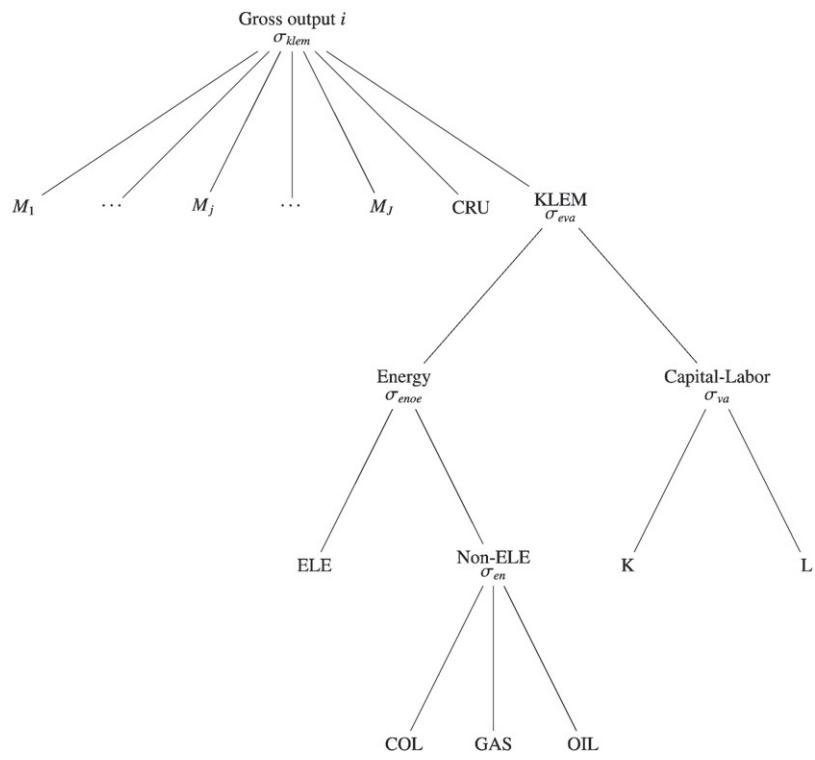 Gross output i
σklem
M1 ⋯ Mj ⋯ MJ CRU KLEM
σeva
Energy Capital-Labor
σenoe σva
ELE Non-ELE K L
σen
COL GAS OIL